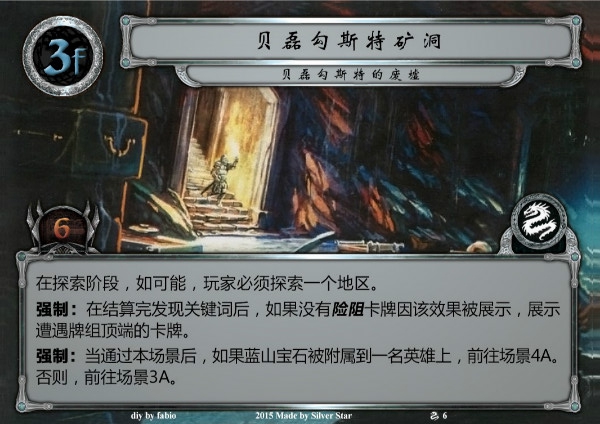 3f
贝磊勾斯特矿洞
贝磊勾斯特的废墟
6
在探索阶段，如可能，玩家必须探索一个地区。
强制：在结算完发现关键词后，如果没有险阻卡牌因该效果被展示，展示
遭遇牌组顶端的卡牌。
强制：当通过本场景后，如果蓝山宝石被附属到一名英雄上，前往场景4A。
否则，前往场景3A。
diy by fabio
2015 Made by Silver Star
6